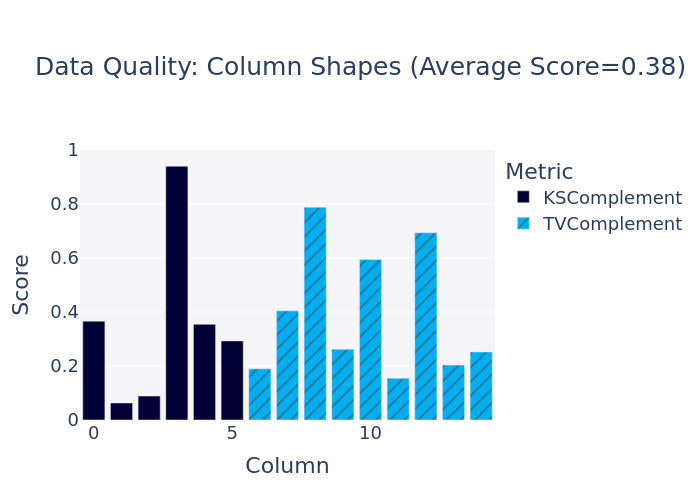 Data Quality: Column Shapes (Average Score=0.38)
1
0.8
0.6
0.4
0.2
0
Score
0 5 10
Column
Metric
KSComplement
TVComplement